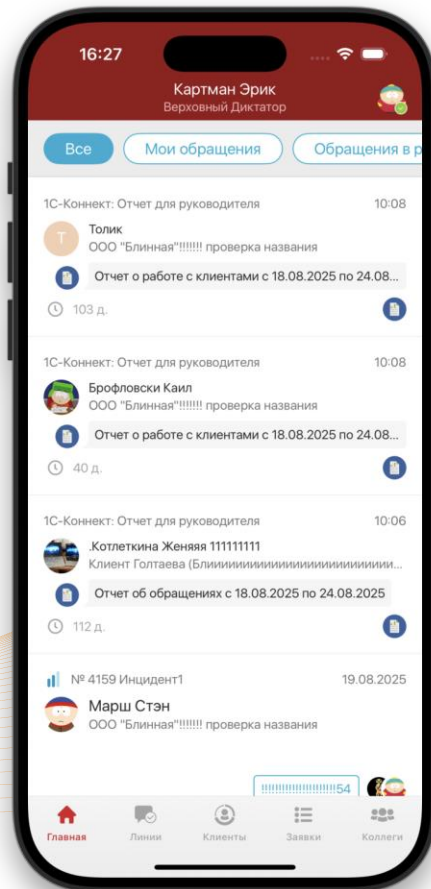 16:27
Картман Эрик
Верховный Диктатор
Все
Мои обращения
Обращения в р
1С-Коннект: Отчет для руководителя
10:08
Т
Толик
ООО "Блинная"!!!!!!! проверка названия
Отчет о работе с клиентами с 18.08.2025 по 24.08...
103 д.
1С-Коннект: Отчет для руководителя
10:08
Брофловски Каил
ООО "Блинная"!!!!!!! проверка названия
Отчет о работе с клиентами с 18.08.2025 по 24.08...
40 д.
1С-Коннект: Отчет для руководителя
10:06
.Котлеткина Женяяя 111111111
Клиент Голтаева (Блиииииииииииииииииииииииииии...
Отчет об обращениях с 18.08.2025 по 24.08.2025
112 д.
№ 4159 Инцидент1
19.08.2025
Марш Стэн
ООО "Блинная"!!!!!!! проверка названия
!!!!!!!!!!!!!!!!!!!!!!!54
Главная
Линии
Клиенты
Заявки
Коллеги